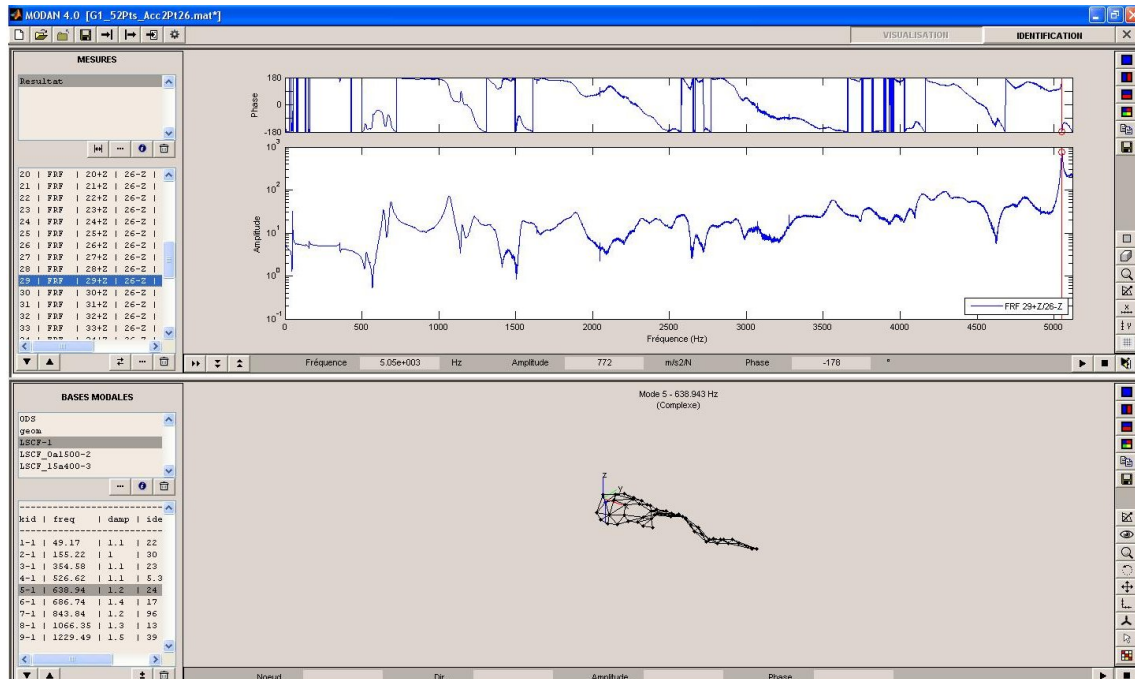 MODAN 4.0 [G1_52Pts_Acc2Pt26.mat*]
VISUALISATION
IDENTIFICATION
MESURES
Resultat
20 | FRF | 20+Z | 26-Z |
21 | FRF | 21+Z | 26-Z |
22 | FRF | 22+Z | 26-Z |
23 | FRF | 23+Z | 26-Z |
24 | FRF | 24+Z | 26-Z |
25 | FRF | 25+Z | 26-Z |
26 | FRF | 26+Z | 26-Z |
27 | FRF | 27+Z | 26-Z |
28 | FRF | 28+Z | 26-Z |
29 | FRF | 29+Z | 26-Z |
30 | FRF | 30+Z | 26-Z |
31 | FRF | 31+Z | 26-Z |
32 | FRF | 32+Z | 26-Z |
33 | FRF | 33+Z | 26-Z |
180
0
-180
Phase
10^3
10^2
10^1
10^0
10^-1
Amplitude
0 500 1000 1500 2000 2500 3000 3500 4000 4500 5000
Fréquence (Hz)
FRF 29+Z/26-Z
Fréquence 5.05e+003 Hz Amplitude 772 m/s2/N Phase -178 °
BASES MODALES
ODS
geom
LSCF-1
LSCF_0a1500-2
LSCF_15a400-3
kid | freq | damp | ide
1-1 | 49.17 | 1.1 | 22
2-1 | 155.22 | 1 | 30
3-1 | 354.58 | 1.1 | 23
4-1 | 526.62 | 1.1 | 5.3
5-1 | 638.94 | 1.2 | 24
6-1 | 686.74 | 1.4 | 17
7-1 | 843.84 | 1.2 | 96
8-1 | 1066.35 | 1.3 | 13
9-1 | 1229.49 | 1.5 | 39
Mode 5 - 638.943 Hz
(Complexe)
Z
Y
Noeud Dir Amplitude Phase